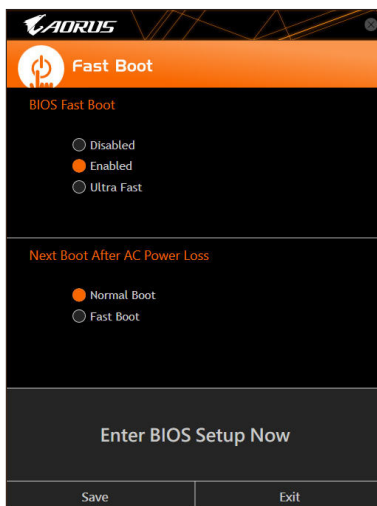 AORUS
Fast Boot
BIOS Fast Boot
Disabled
Enabled
Ultra Fast
Next Boot After AC Power Loss
Normal Boot
Fast Boot
Enter BIOS Setup Now
Save
Exit